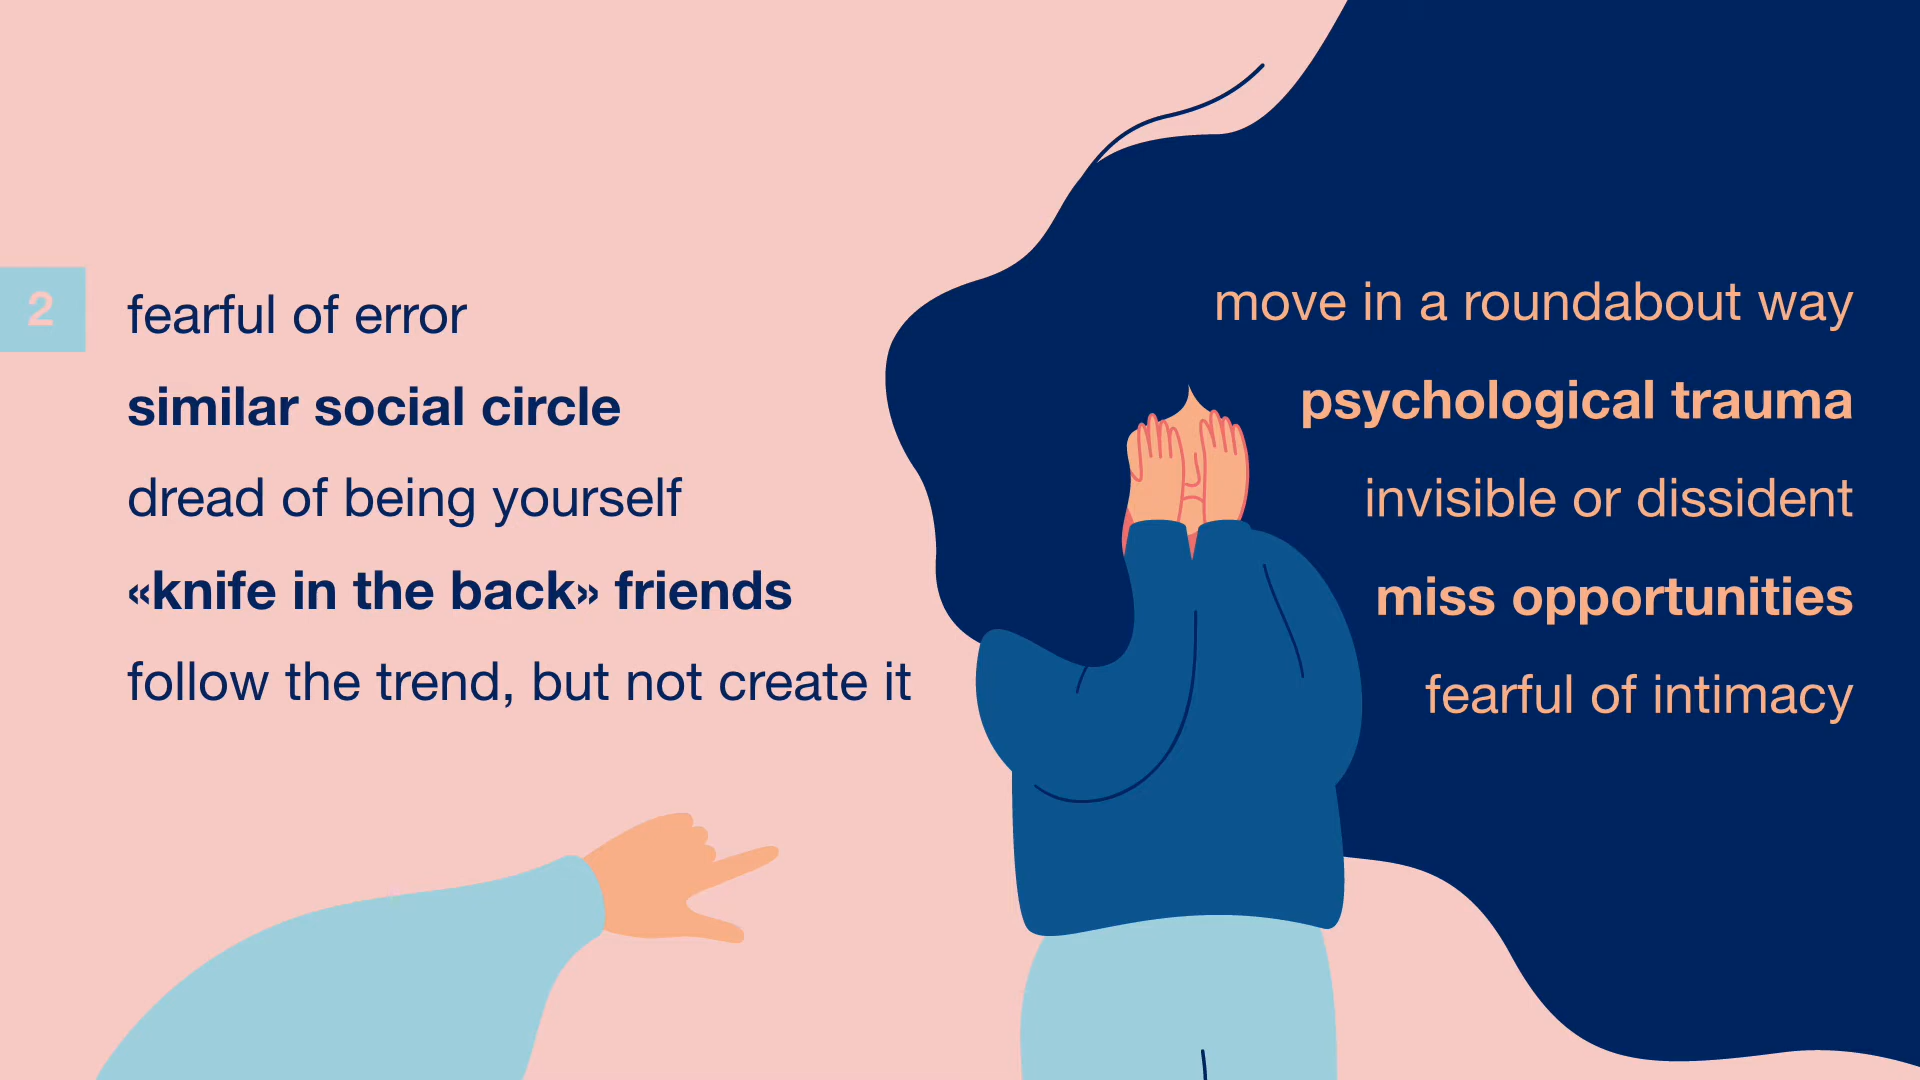 2
fearful of error
similar social circle
dread of being yourself
«knife in the back» friends
follow the trend, but not create it
move in a roundabout way
psychological trauma
invisible or dissident
miss opportunities
fearful of intimacy